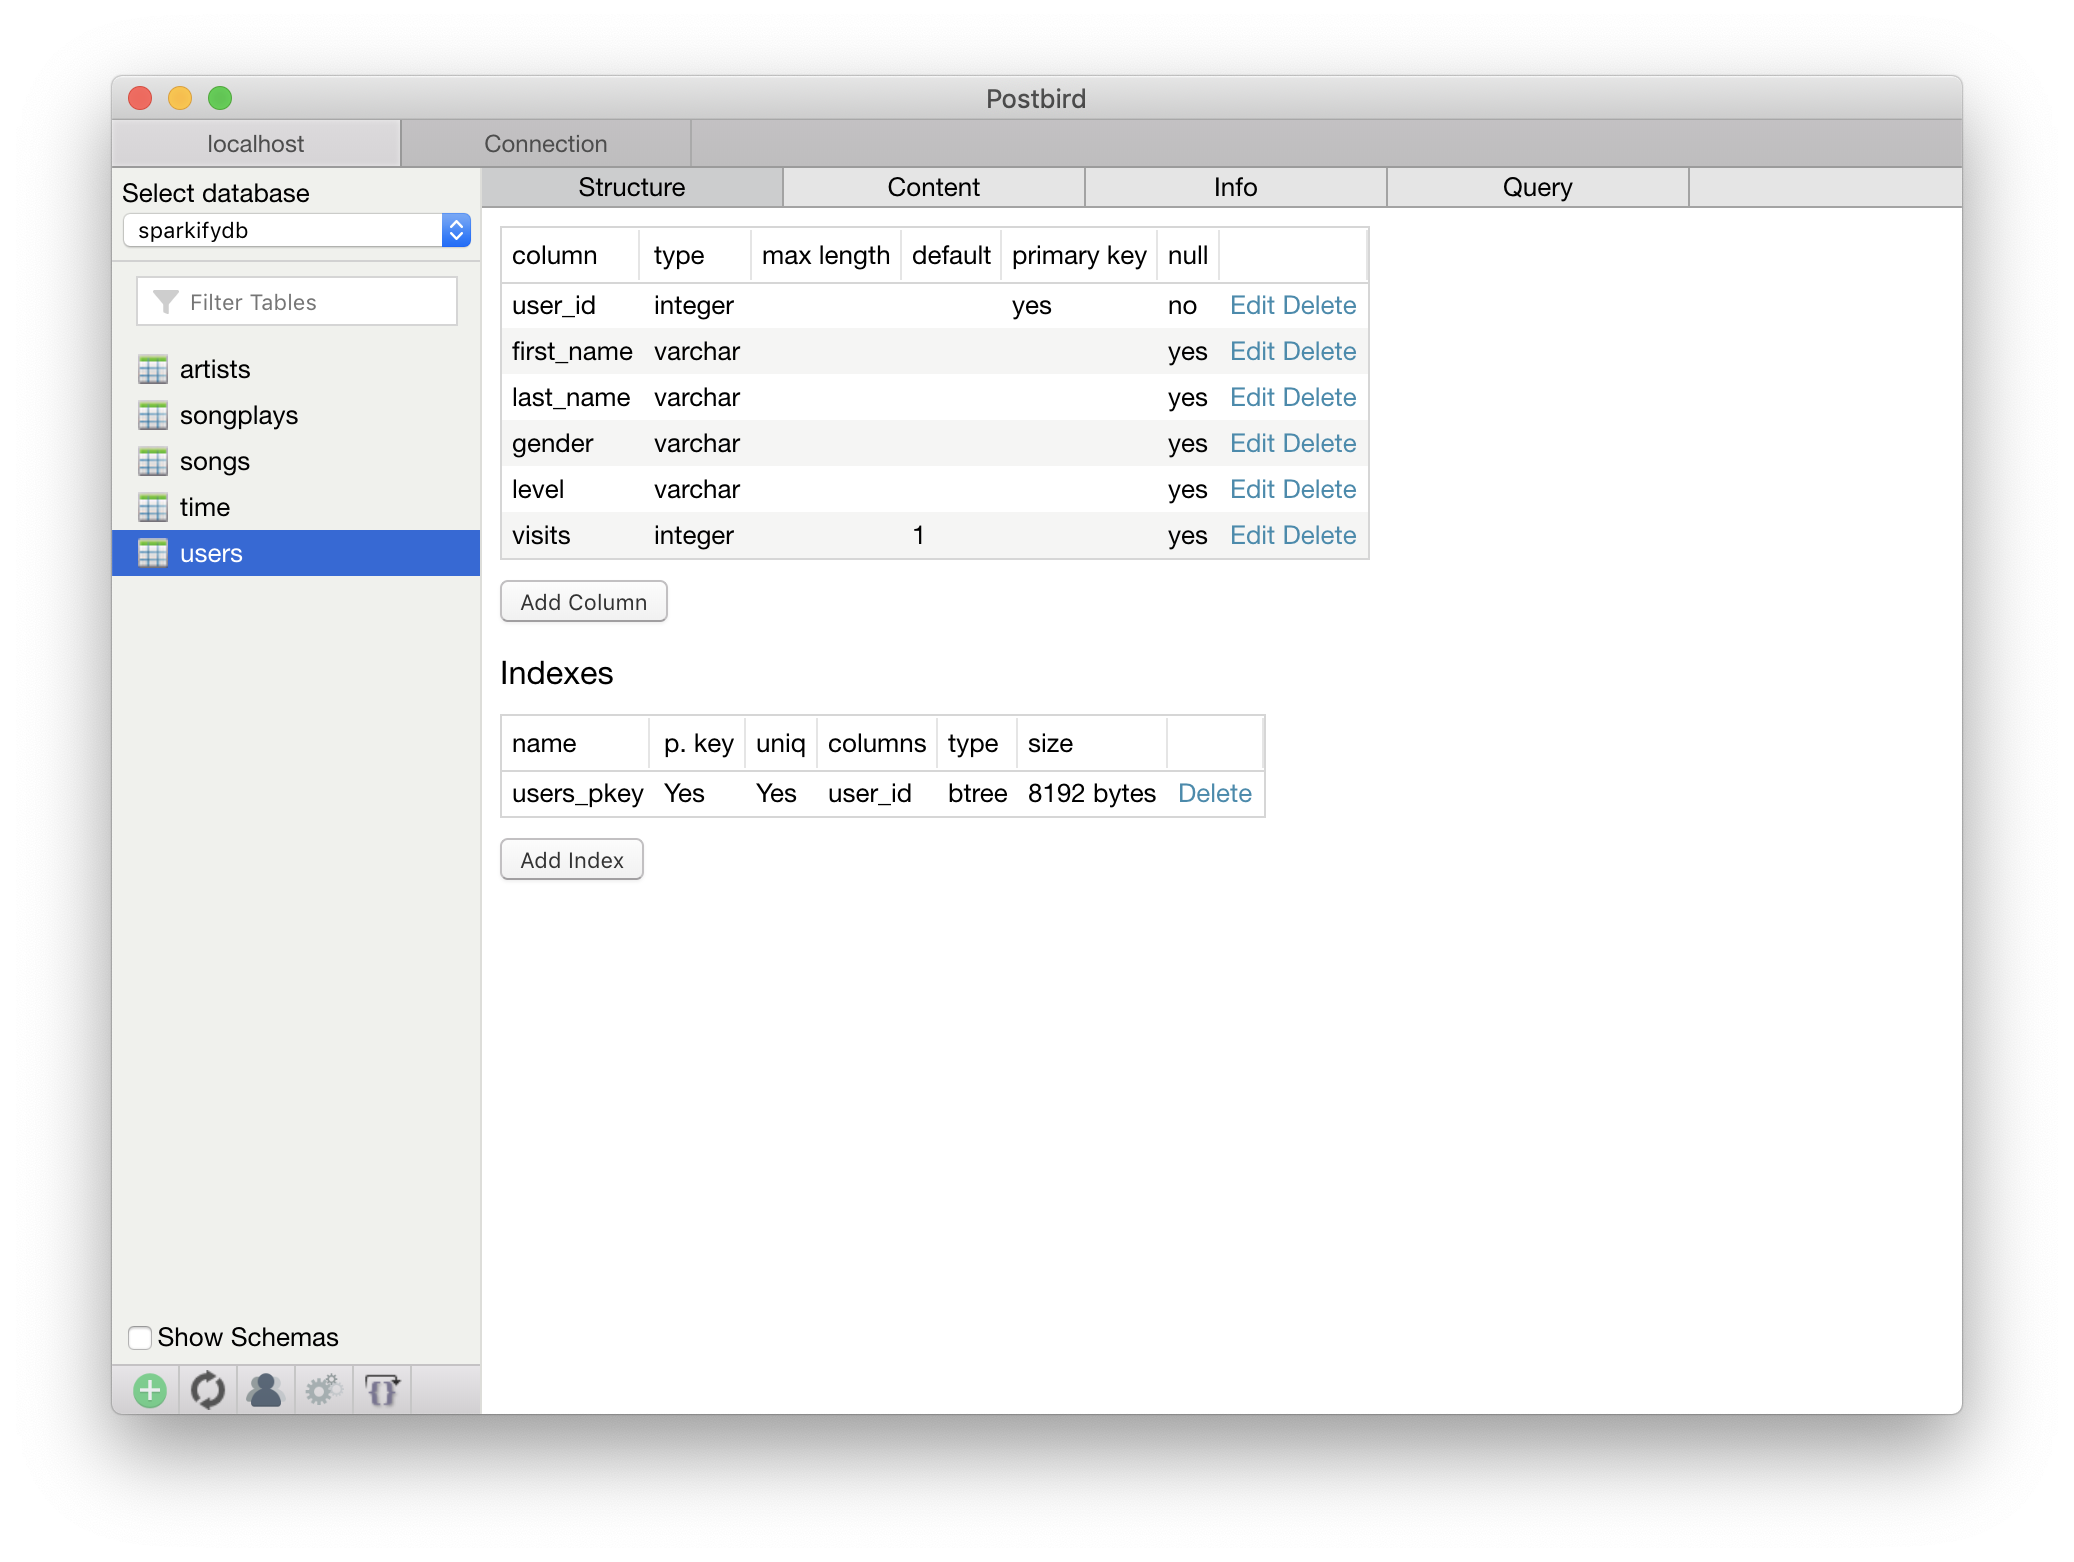 Postbird
localhost Connection
Select database
sparkifydb
Filter Tables
artists
songplays
songs
time
users
Show Schemas
Structure Content Info Query
column type max length default primary key null
user_id integer yes no Edit Delete
first_name varchar yes Edit Delete
last_name varchar yes Edit Delete
gender varchar yes Edit Delete
level varchar yes Edit Delete
visits integer 1 yes Edit Delete
Add Column
Indexes
name p. key uniq columns type size
users_pkey Yes Yes user_id btree 8192 bytes Delete
Add Index